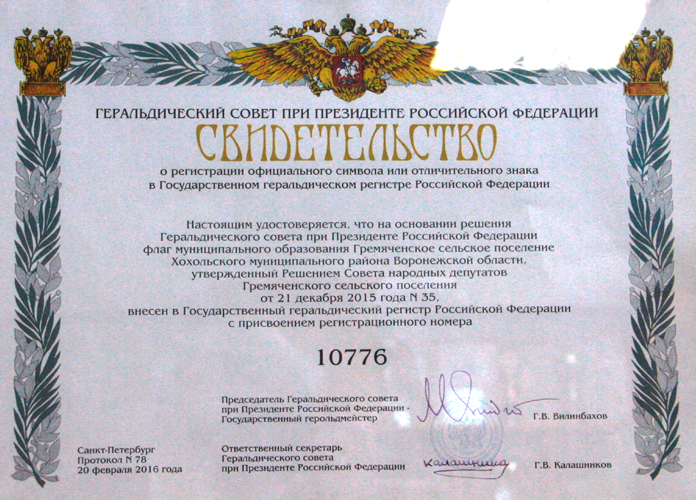 ГЕРАЛЬДИЧЕСКИЙ СОВЕТ ПРИ ПРЕЗИДЕНТЕ РОССИЙСКОЙ ФЕДЕРАЦИИ
СВИДЕТЕЛЬСТВО
о регистрации официального символа или отличительного знака
в Государственном геральдическом регистре Российской Федерации
Настоящим удостоверяется, что на основании решения
Геральдического совета при Президенте Российской Федерации
флаг муниципального образования Гремяченское сельское поселение
Хохольского муниципального района Воронежской области,
утвержденный Решением Совета народных депутатов
Гремяченского сельского поселения
от 21 декабря 2015 года N 35,
внесен в Государственный геральдический регистр Российской Федерации
с присвоением регистрационного номера
10776
Председатель Геральдического совета
при Президенте Российской Федерации -
Государственный герольдмейстер
Г.В. Вилинбахов
Санкт-Петербург
Протокол N 78
20 февраля 2016 года
Ответственный секретарь
Геральдического совета
при Президенте Российской Федерации
Г.В. Калашников